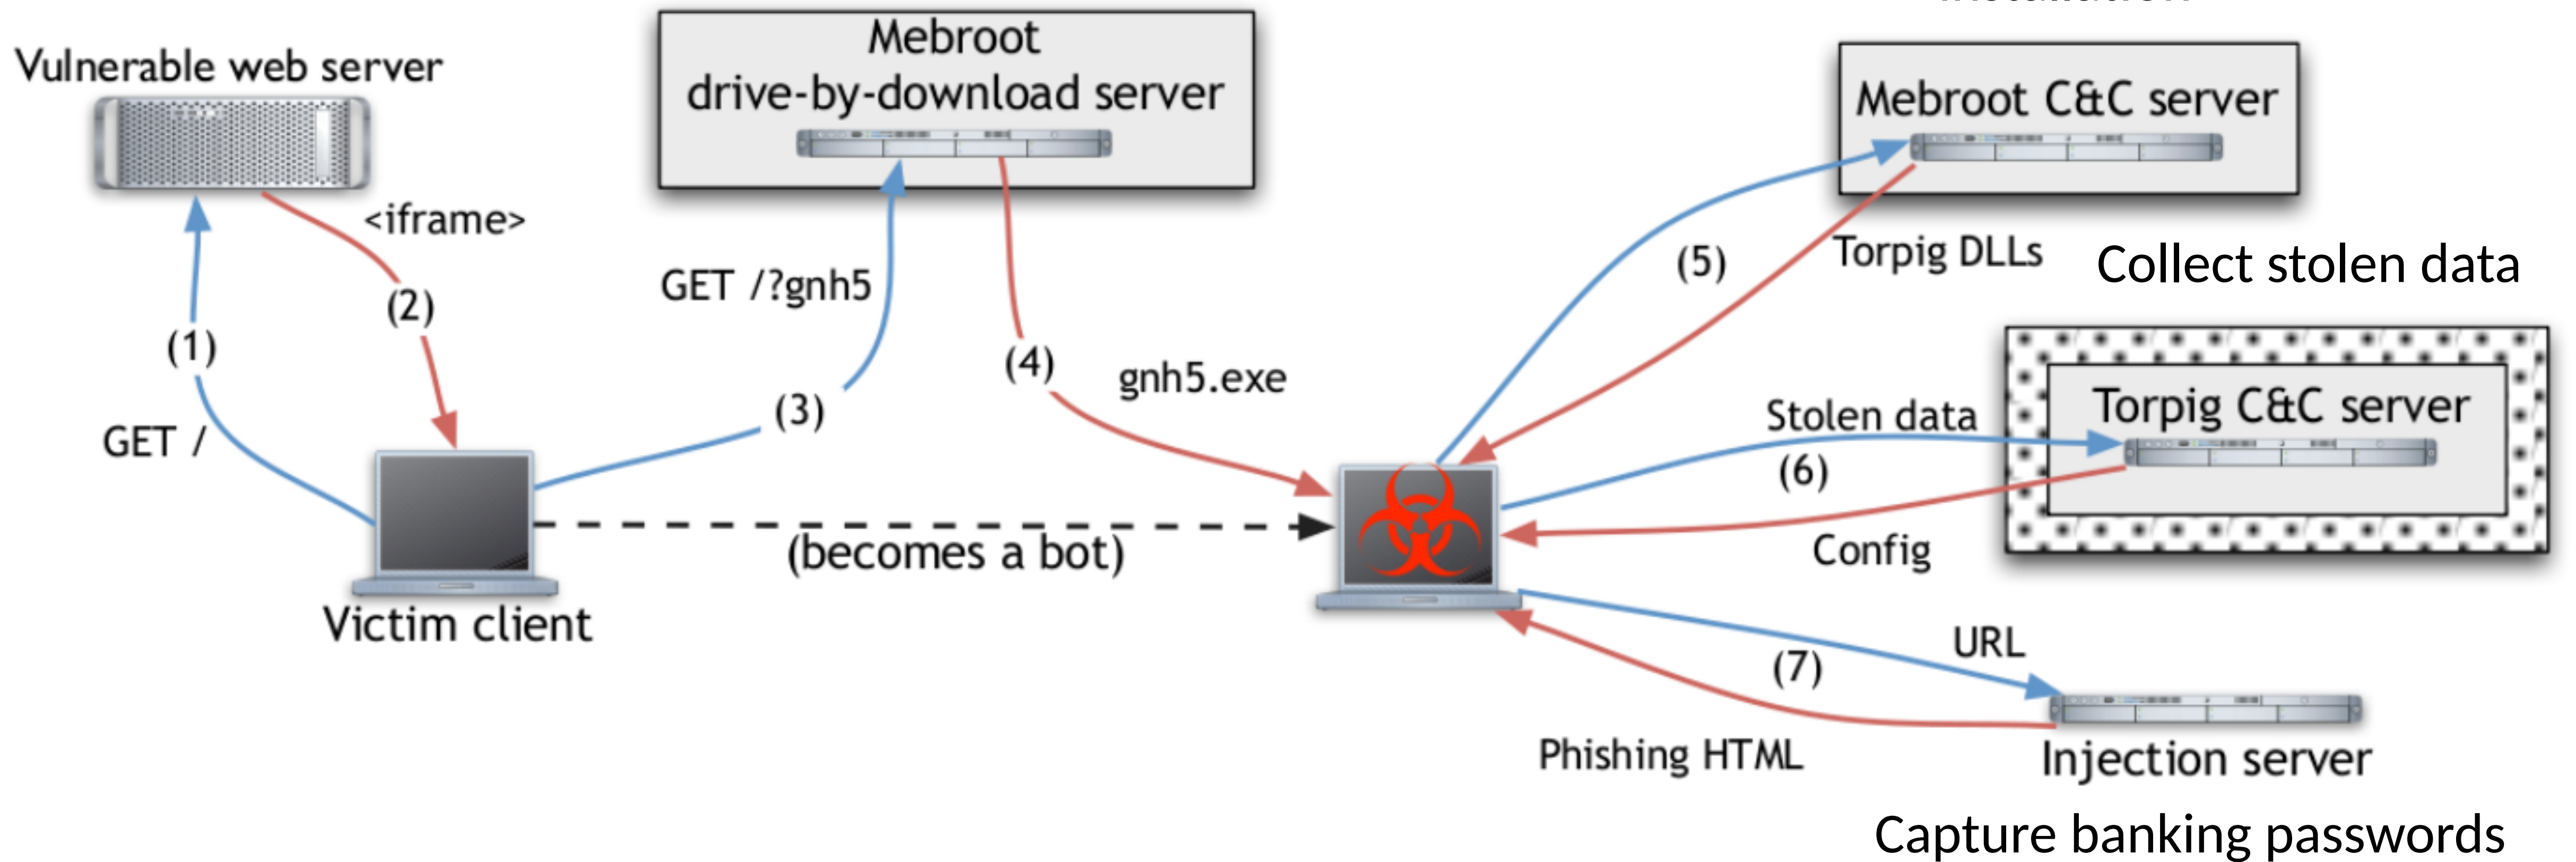 Vulnerable web server
<iframe>
(1)
(2)
GET /
Victim client
Mebroot
drive-by-download server
GET /?gnh5
(3)
(4)
gnh5.exe
(becomes a bot)
Mebroot C&C server
(5)
Torpig DLLs
Collect stolen data
Torpig C&C server
Stolen data
(6)
Config
URL
(7)
Phishing HTML
Injection server
Capture banking passwords